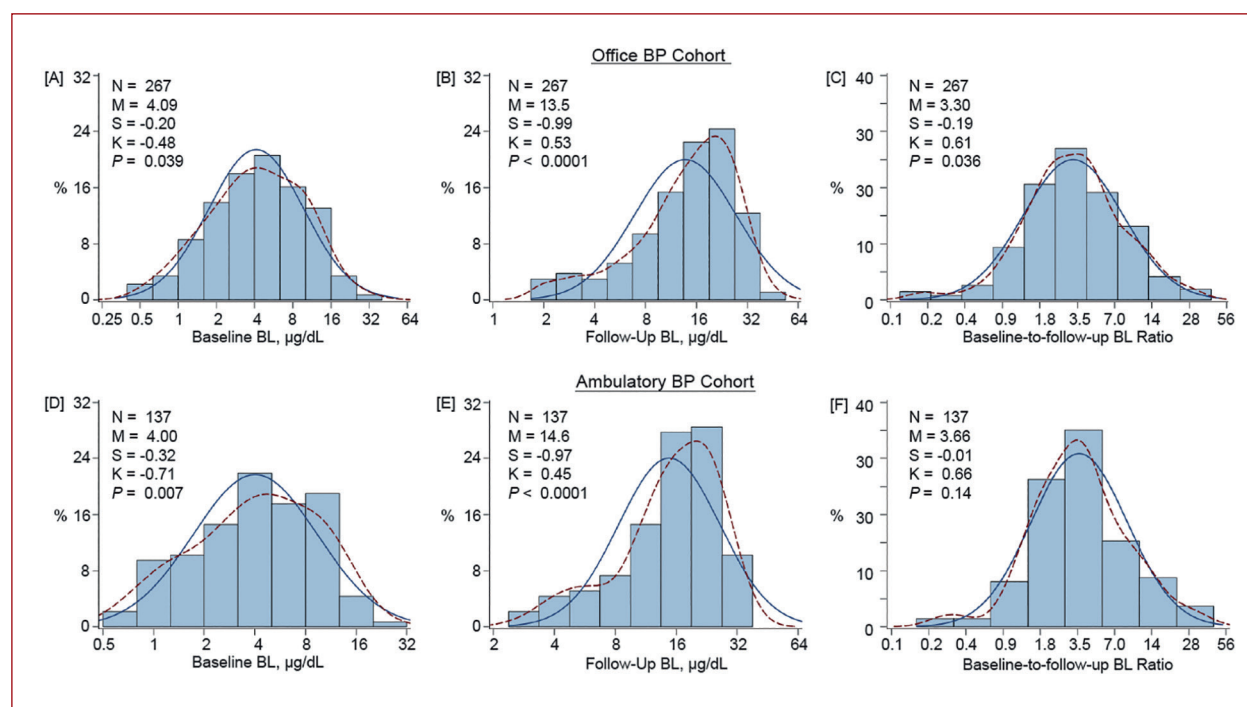 Office BP Cohort
[A]
N = 267
M = 4.09
S = -0.20
K = -0.48
P = 0.039
32
24
16
8
0
%
0.25 0.5 1 2 4 8 16 32 64
Baseline BL, µg/dL
[B]
N = 267
M = 13.5
S = -0.99
K = 0.53
P < 0.0001
32
24
16
8
0
%
1 2 4 8 16 32 64
Follow-Up BL, µg/dL
[C]
N = 267
M = 3.30
S = -0.19
K = 0.61
P = 0.036
40
30
30
10
0
%
0.1 0.2 0.4 0.9 1.8 3.5 7.0 14 28 56
Baseline-to-follow-up BL Ratio
Ambulatory BP Cohort
[D]
N = 137
M = 4.00
S = -0.32
K = -0.71
P = 0.007
32
24
16
8
0
%
0.5 1 2 4 8 16 32
Baseline BL, µg/dL
[E]
N = 137
M = 14.6
S = -0.97
K = 0.45
P < 0.0001
32
24
16
8
0
%
2 4 8 16 32 64
Follow-Up BL, µg/dL
[F]
N = 137
M = 3.66
S = -0.01
K = 0.66
P = 0.14
40
30
30
10
0
%
0.1 0.2 0.4 0.9 1.8 3.5 7.0 14 28 56
Baseline-to-follow-up BL Ratio